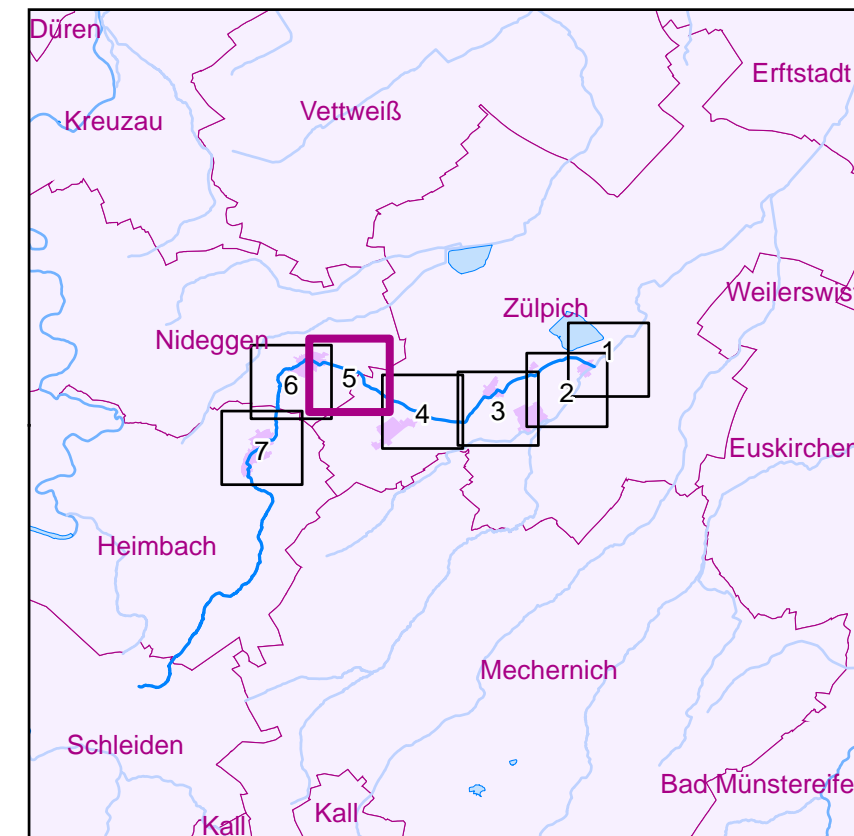 Düren
Erftstadt
Vettweiß
Kreuzau
Weilerswist
Zülpich
Nideggen
1
5
6
2
3
4
7
Euskirchen
Heimbach
Mechernich
Schleiden
Bad Münstereife
Kall
Kall